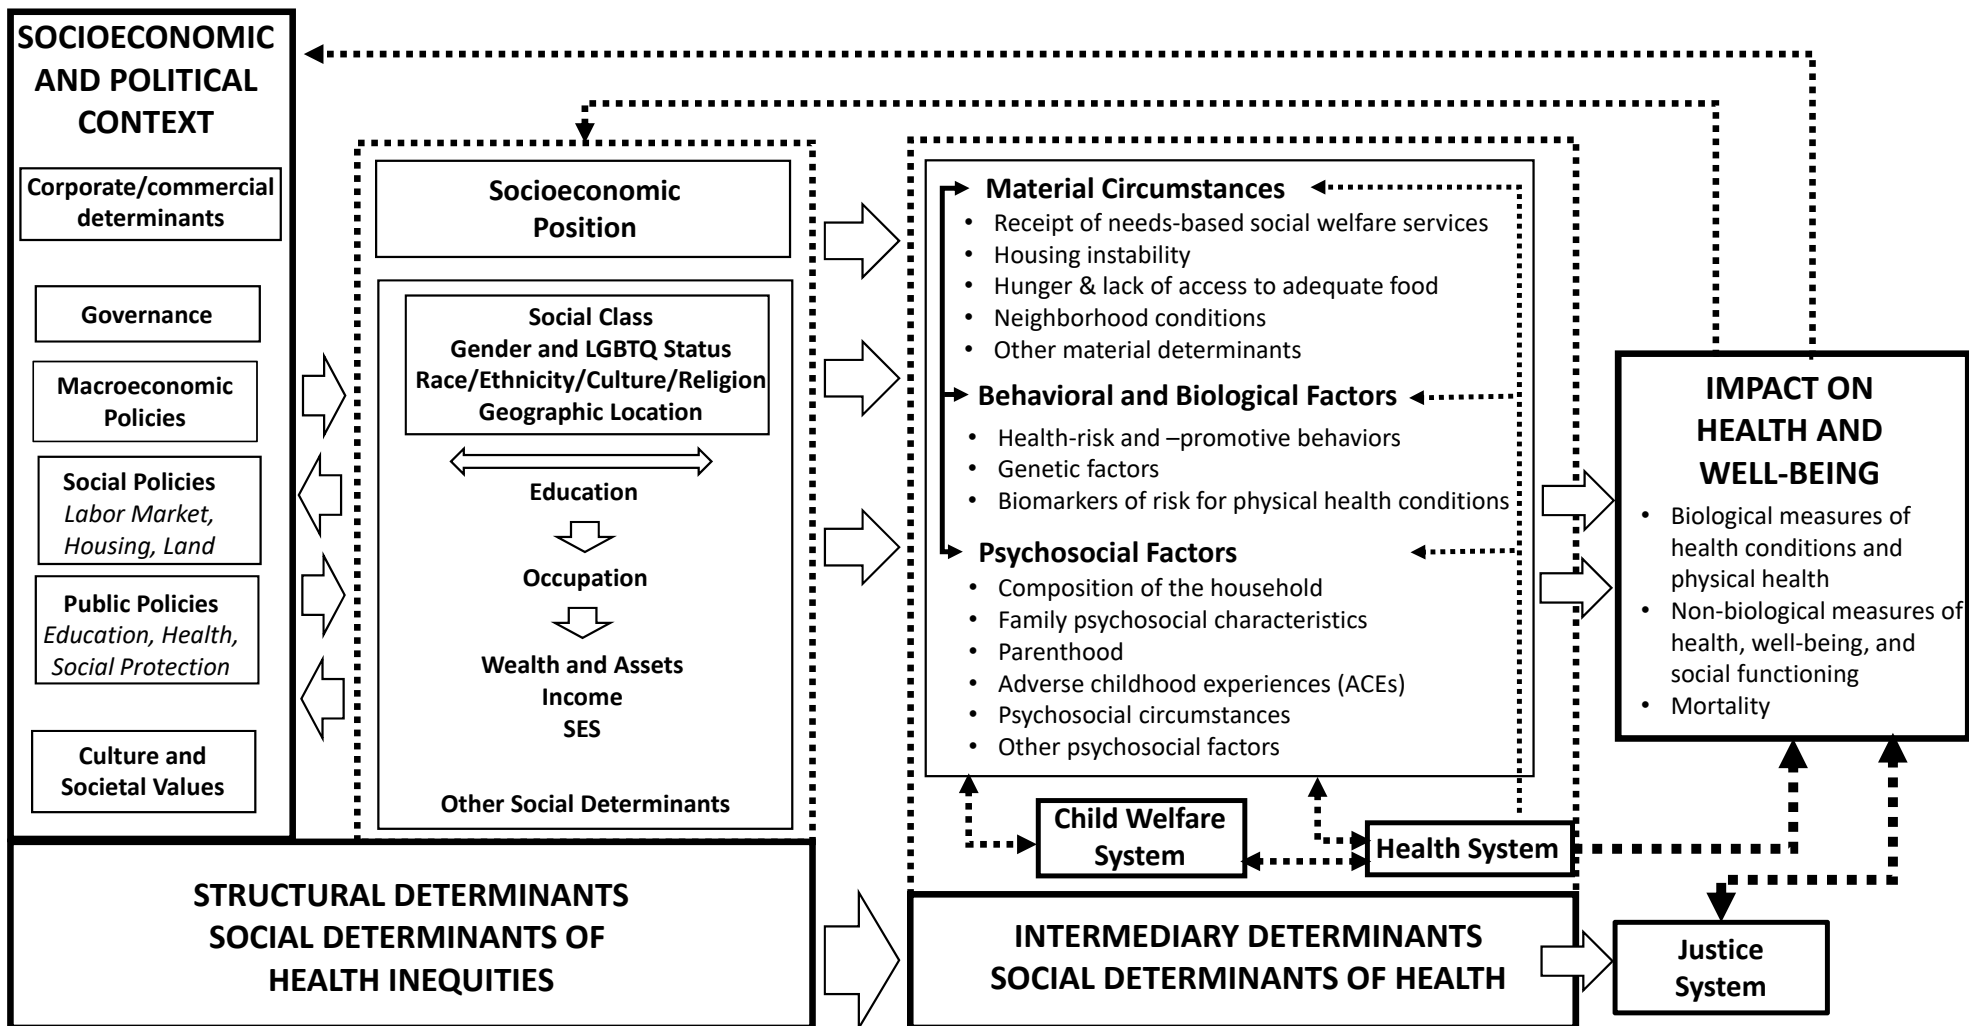 SOCIOECONOMIC
AND POLITICAL
CONTEXT
Corporate/commercial
determinants
Governance
Macroeconomic
Policies
Social Policies
Labor Market,
Housing, Land
Public Policies
Education, Health,
Social Protection
Culture and
Societal Values
Socioeconomic
Position
Social Class
Gender and LGBTQ Status
Race/Ethnicity/Culture/Religion
Geographic Location
Education
Occupation
Wealth and Assets
Income
SES
Other Social Determinants
STRUCTURAL DETERMINANTS
SOCIAL DETERMINANTS OF
HEALTH INEQUITIES
Material Circumstances
• Receipt of needs-based social welfare services
• Housing instability
• Hunger & lack of access to adequate food
• Neighborhood conditions
• Other material determinants
Behavioral and Biological Factors
• Health-risk and –promotive behaviors
• Genetic factors
• Biomarkers of risk for physical health conditions
Psychosocial Factors
• Composition of the household
• Family psychosocial characteristics
• Parenthood
• Adverse childhood experiences (ACEs)
• Psychosocial circumstances
• Other psychosocial factors
Child Welfare
System
Health System
INTERMEDIARY DETERMINANTS
SOCIAL DETERMINANTS OF HEALTH
IMPACT ON
HEALTH AND
WELL-BEING
• Biological measures of
health conditions and
physical health
• Non-biological measures of
health, well-being, and
social functioning
• Mortality
Justice
System